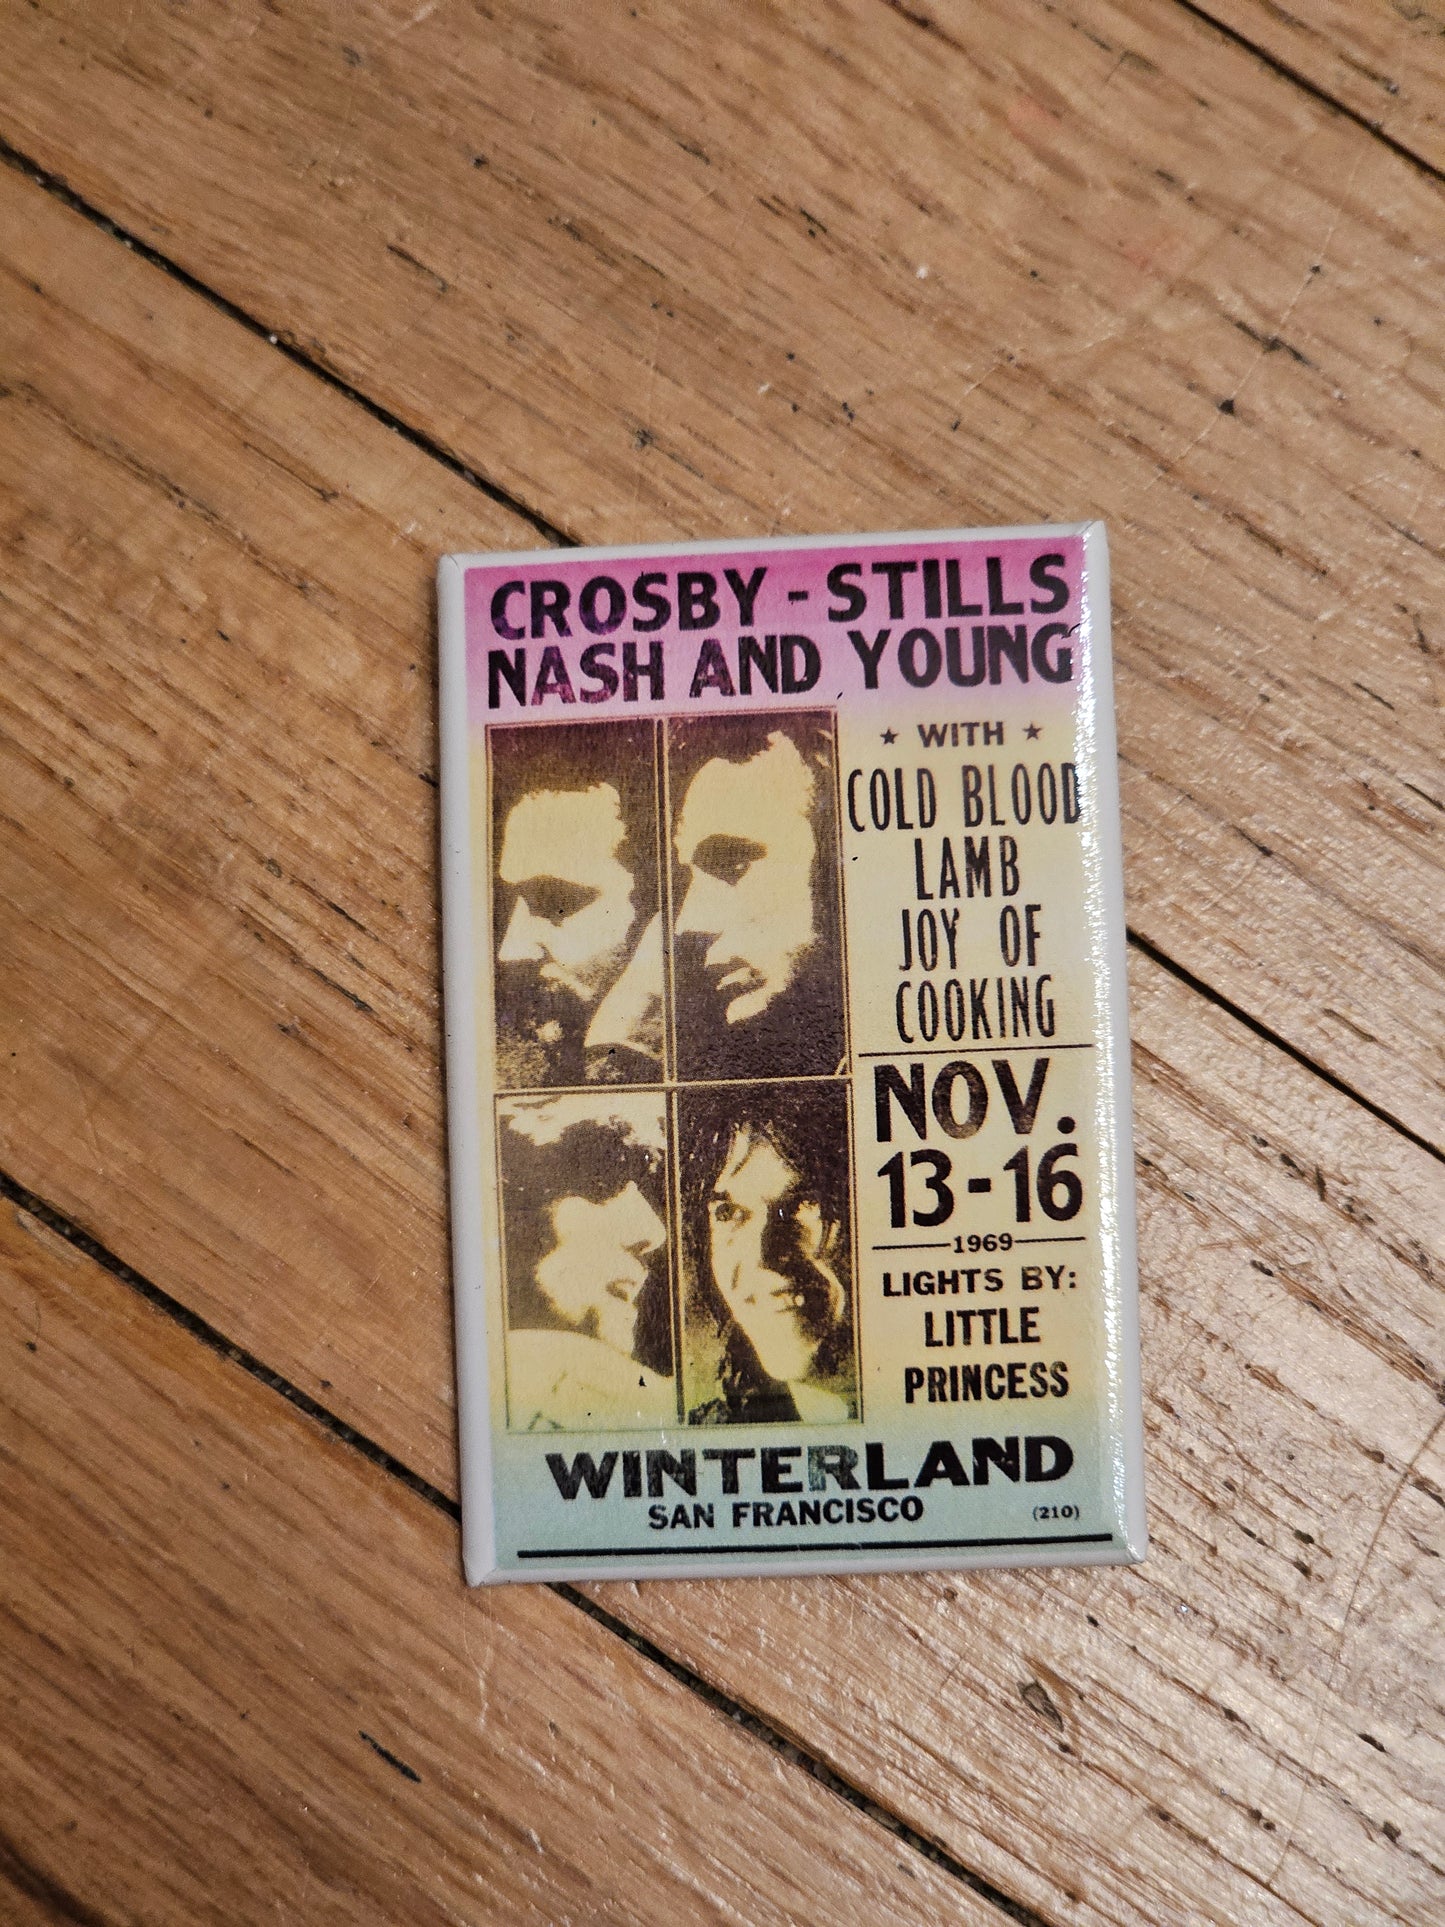 CROSBY - STILLS
NASH AND YOUNG
★ WITH ★
COLD BLOOD
LAMB
JOY OF
COOKING
NOV.
13-16
1969
LIGHTS BY:
LITTLE
PRINCESS
WINTERLAND
SAN FRANCISCO
(210)